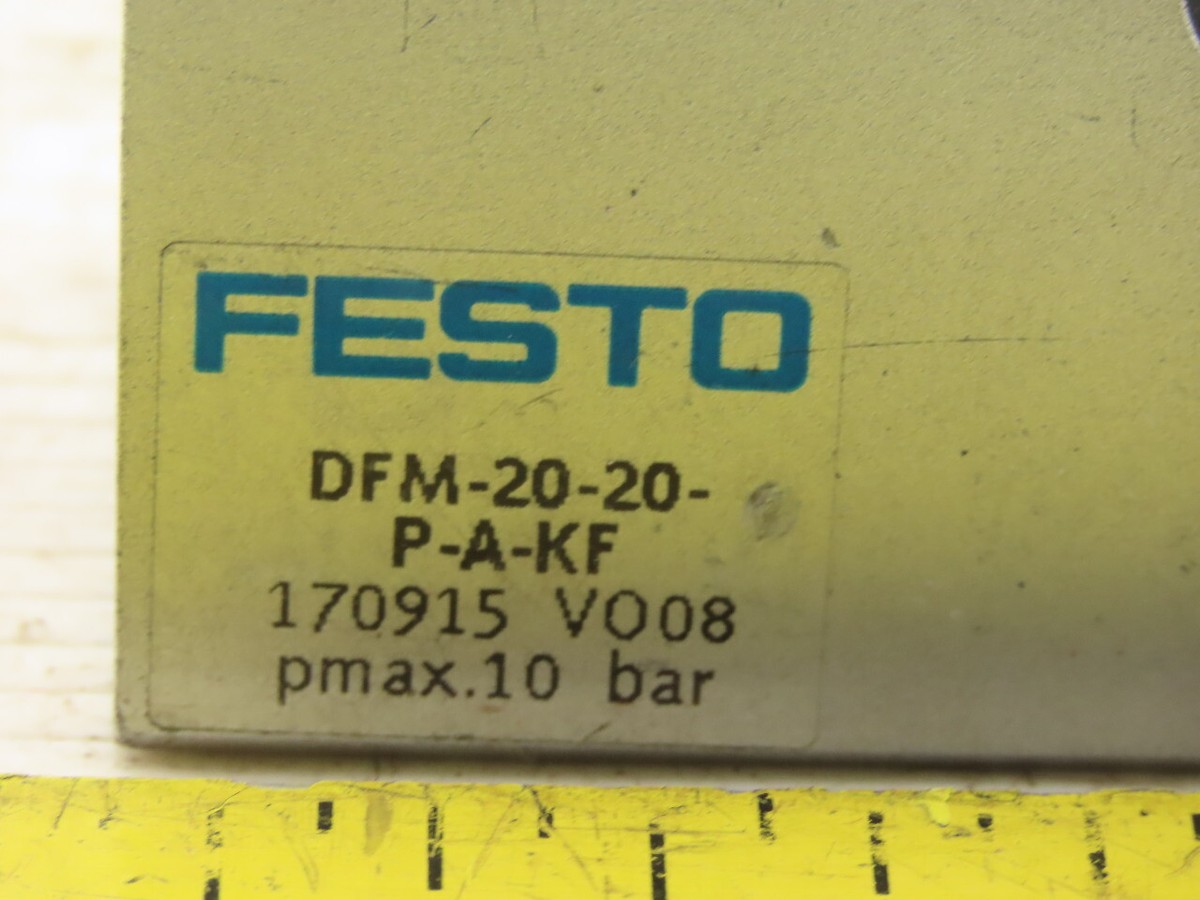 FESTO
DFM-20-20-
P-A-KF
170915 VO08
pmax.10 bar